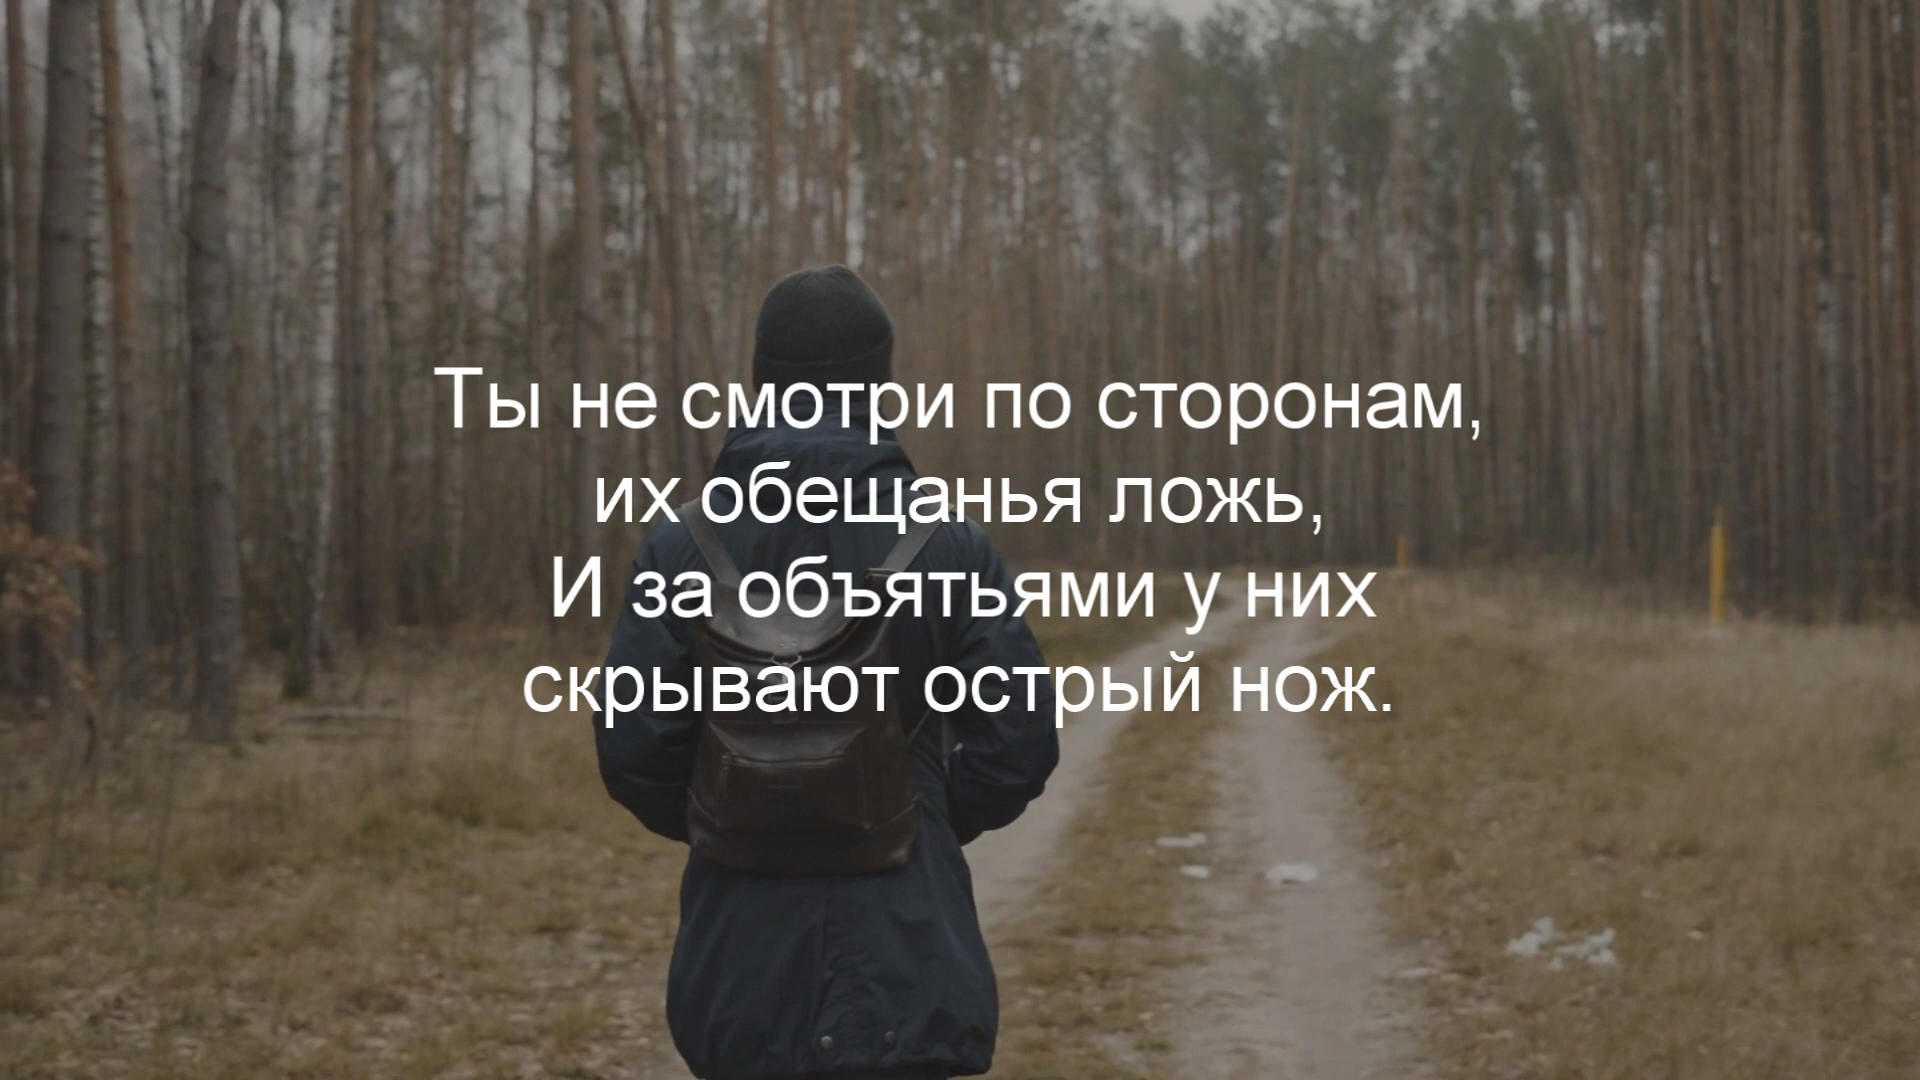 Ты не смотри по сторонам,
их обещанья ложь,
И за объятьями у них
скрывают острый нож.